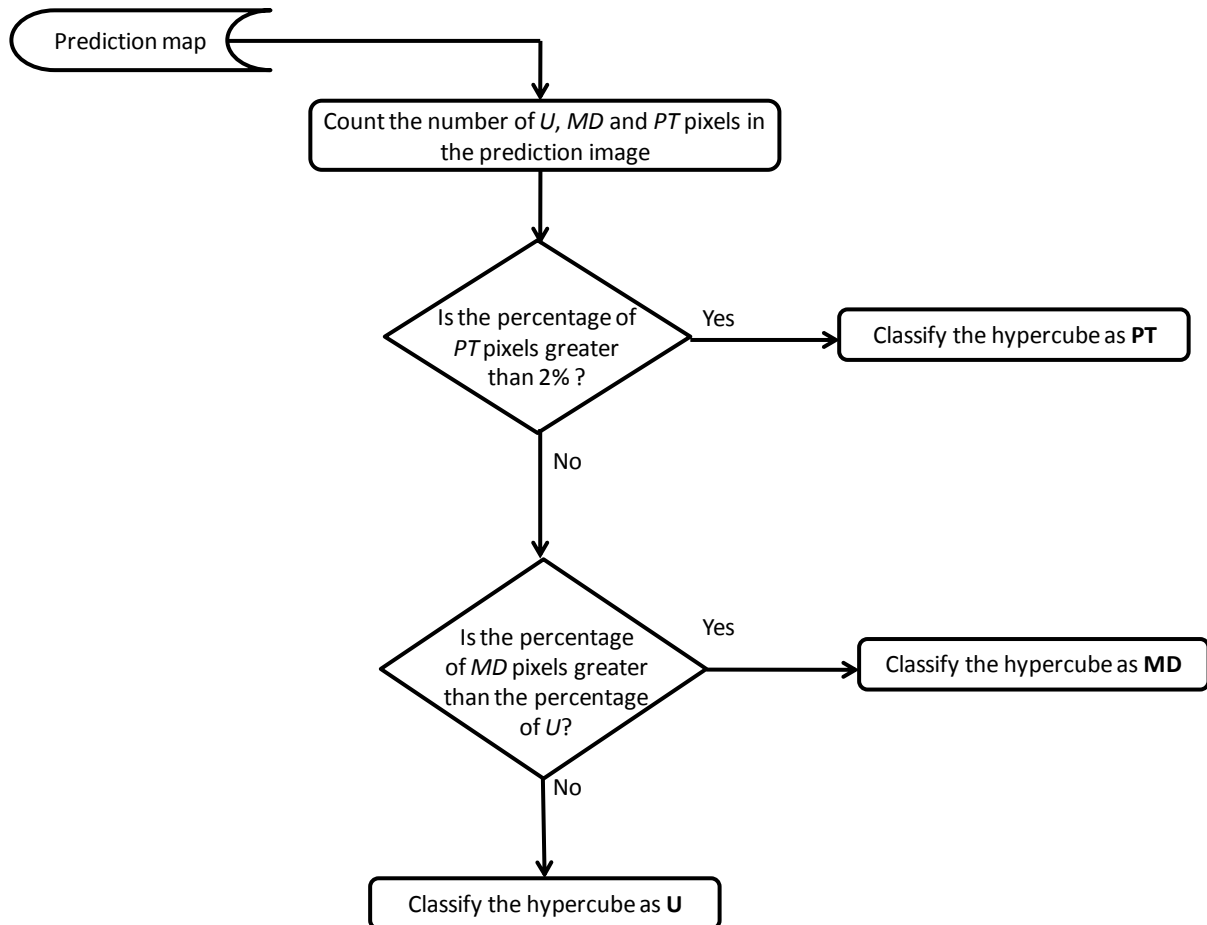 Prediction map
Count the number of U, MD and PT pixels in
the prediction image
Is the percentage of
PT pixels greater
than 2% ?
Yes
Classify the hypercube as PT
No
Is the percentage
of MD pixels greater
than the percentage
of U?
Yes
Classify the hypercube as MD
No
Classify the hypercube as U